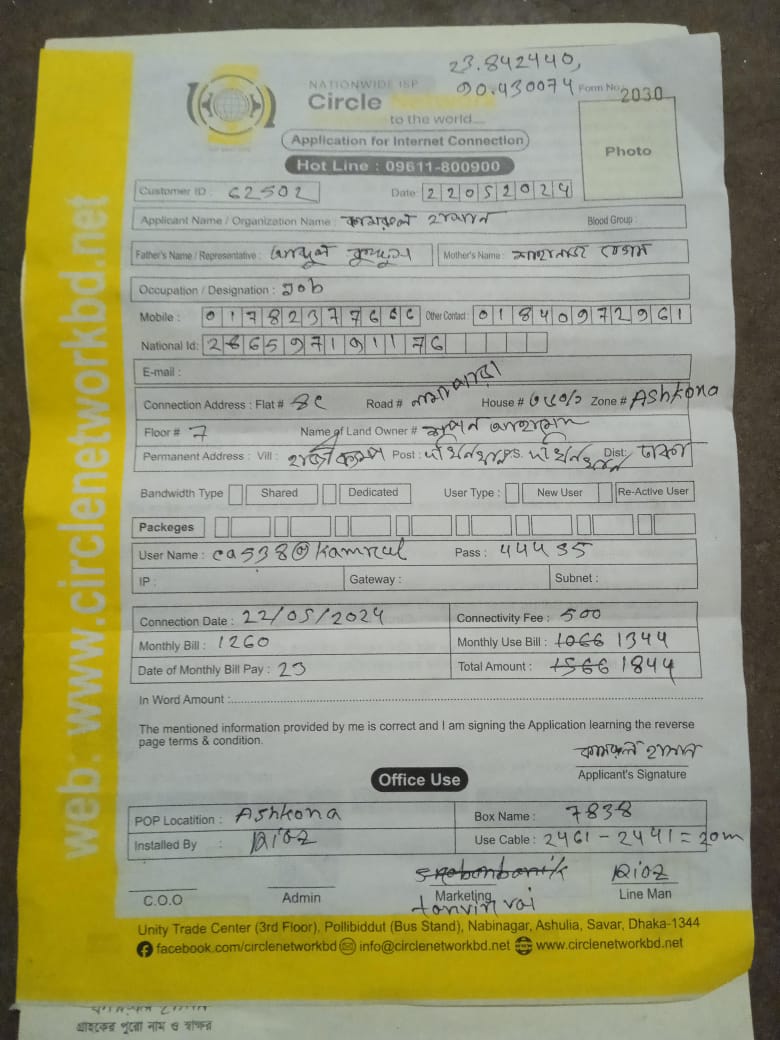 23.842440,
90.430074
NATIONWIDE ISP
Form No. 2030
Circle Network
to the world....
Application for Internet Connection
Photo
Hot Line : 09611-800900
Customer ID : 62502 Date: 22052024
Applicant Name / Organization Name : কামরুল হাসান Blood Group :
Father's Name / Representative : আব্দুল কুদ্দুস Mother's Name : শাহানাজ বেগম
Occupation / Designation : Job
Mobile : Other Contact : 01840972961
National Id:
E-mail :
Connection Address : Flat # 8C Road # নামাপাড়া House # Zone # Ashkona
Floor # 7 Name of Land Owner #
Permanent Address : Vill : Post : Dist: ঢাকা
Bandwidth Type Shared Dedicated User Type : New User Re-Active User
Packeges
User Name : ca538@kamrul Pass : 444S5
IP : Gateway : Subnet :
Connection Date : 22/05/2024 Connectivity Fee : 500
Monthly Bill : 1260 Monthly Use Bill : 1066 1344
Date of Monthly Bill Pay : 23 Total Amount : 1566 1844
In Word Amount :
The mentioned information provided by me is correct and I am signing the Application learning the reverse
page terms & condition.
কামরুল হাসান
Applicant's Signature
Office Use
POP Locatition : Ashkona Box Name : 7838
Installed By : Use Cable : 2461 - 2441 = 20m
C.O.O Admin Marketing Line Man
tanvir rai
Unity Trade Center (3rd Floor), Pollibiddut (Bus Stand), Nabinagar, Ashulia, Savar, Dhaka-1344
facebook.com/circlenetworkbd info@circlenetworkbd.net www.circlenetworkbd.net
web: www.circlenetworkbd.net
গ্রাহকের পুরো নাম ও স্বাক্ষর